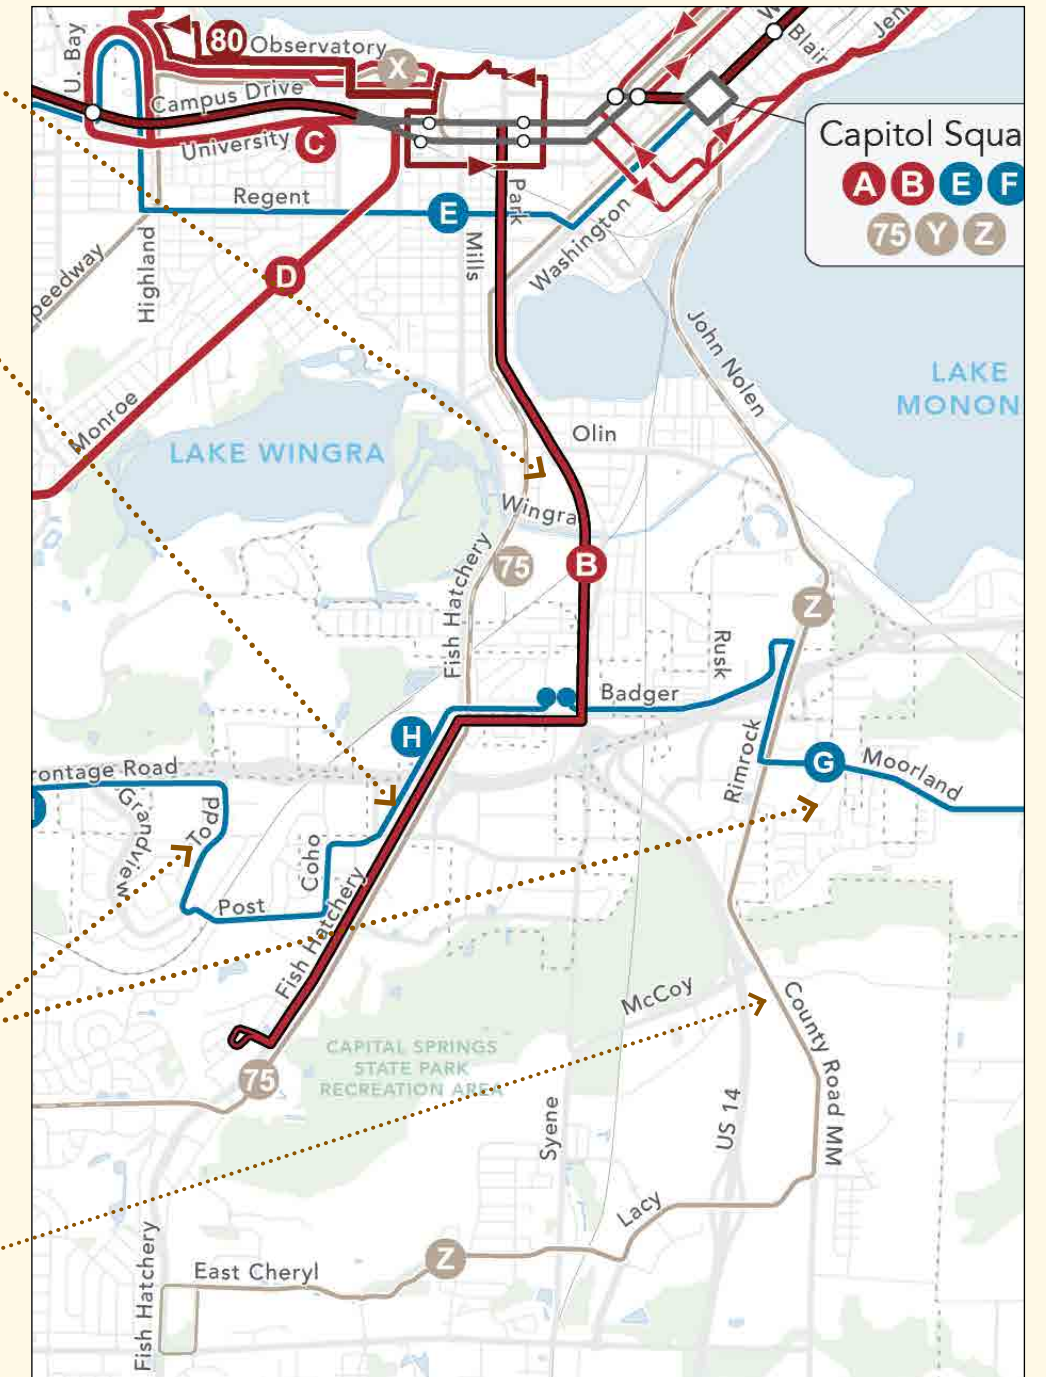 U. Bay
80
Observatory
X
W
Blair
Jen
Campus Drive
University
C
Capitol Squa
A B E F
75 Y Z
Regent
E
Park
Mills
Washington
Highland
peedway
D
John Nolen
Monroe
LAKE WINGRA
LAKE
MONON
Olin
Wingra
Fish Hatchery
75
B
Z
Rusk
Badger
H
Rimrock
G
Moorland
rontage Road
Grandview
Todd
Coho
Post
Fish Hatchery
McCoy
County Road MM
CAPITAL SPRINGS
STATE PARK
RECREATION AREA
75
Syene
US 14
Lacy
Z
East Cheryl
Fish Hatchery